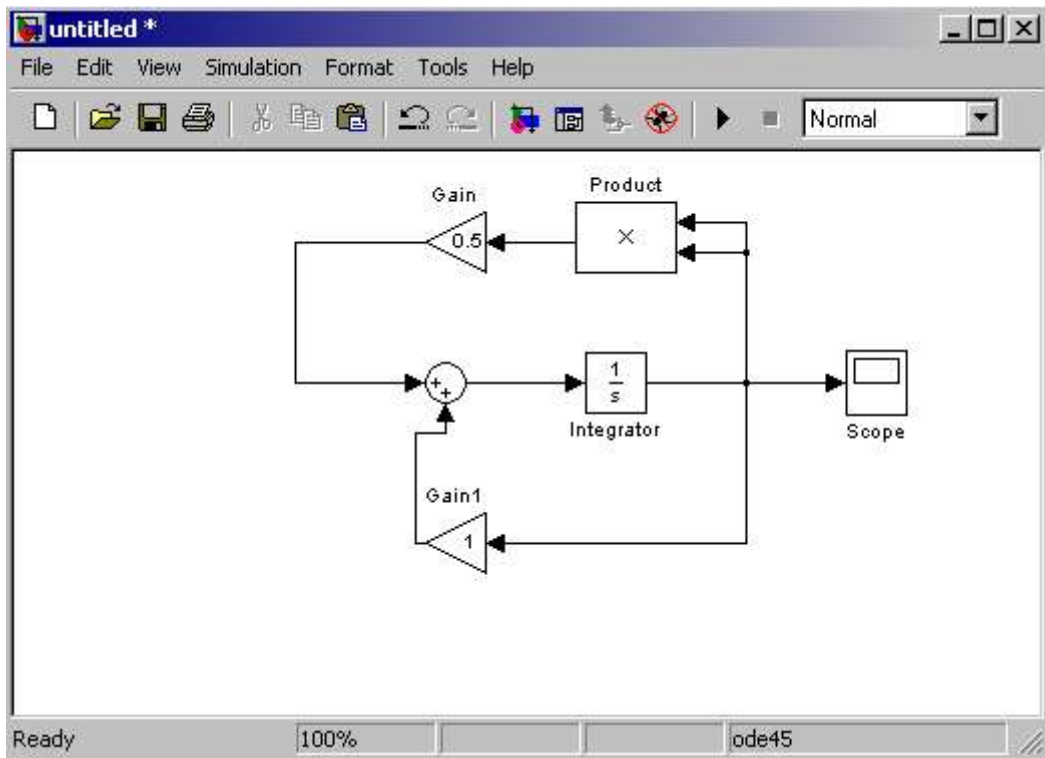 untitled *
File Edit View Simulation Format Tools Help
Normal
Product
Gain
0.5
×
+
+
1
s
Integrator
Scope
Gain1
1
Ready 100% ode45